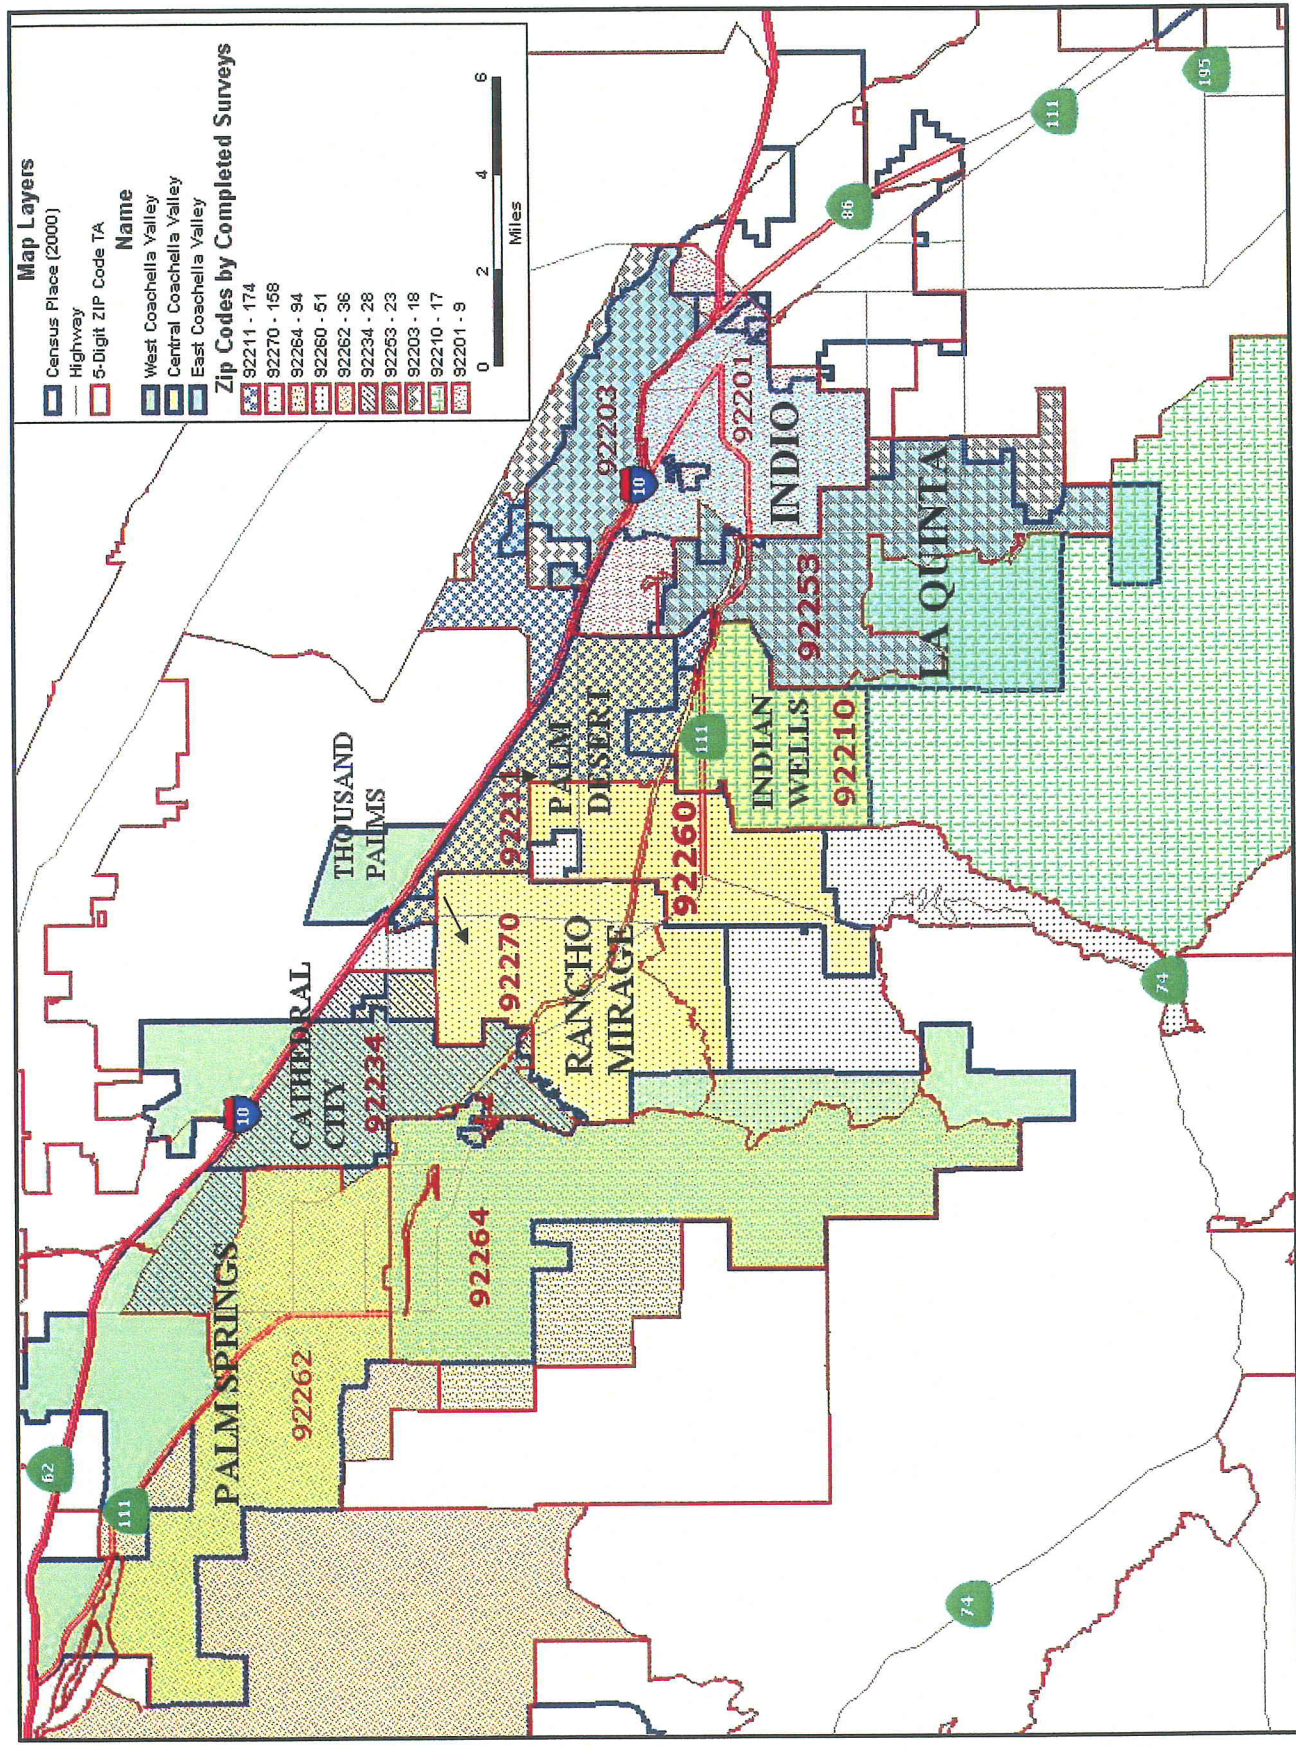 Map Layers
Census Place (2000)
Highway
5-Digit ZIP Code TA
Name
West Coachella Valley
Central Coachella Valley
East Coachella Valley
Zip Codes by Completed Surveys
92211 - 174
92270 - 158
92264 - 94
92260 - 51
92262 - 36
92234 - 28
92253 - 23
92203 - 18
92210 - 17
92201 - 9
0 2 4 6
Miles
62
111
10
PALM SPRINGS
92262
92264
CATHEDRAL
CITY
92234
THOUSAND
PALMS
92270
RANCHO
MIRAGE
92211
PALM
DESERT
92260
111
INDIAN
WELLS
92210
10
92203
92201
INDIO
92253
LA QUINTA
86
111
195
74
74